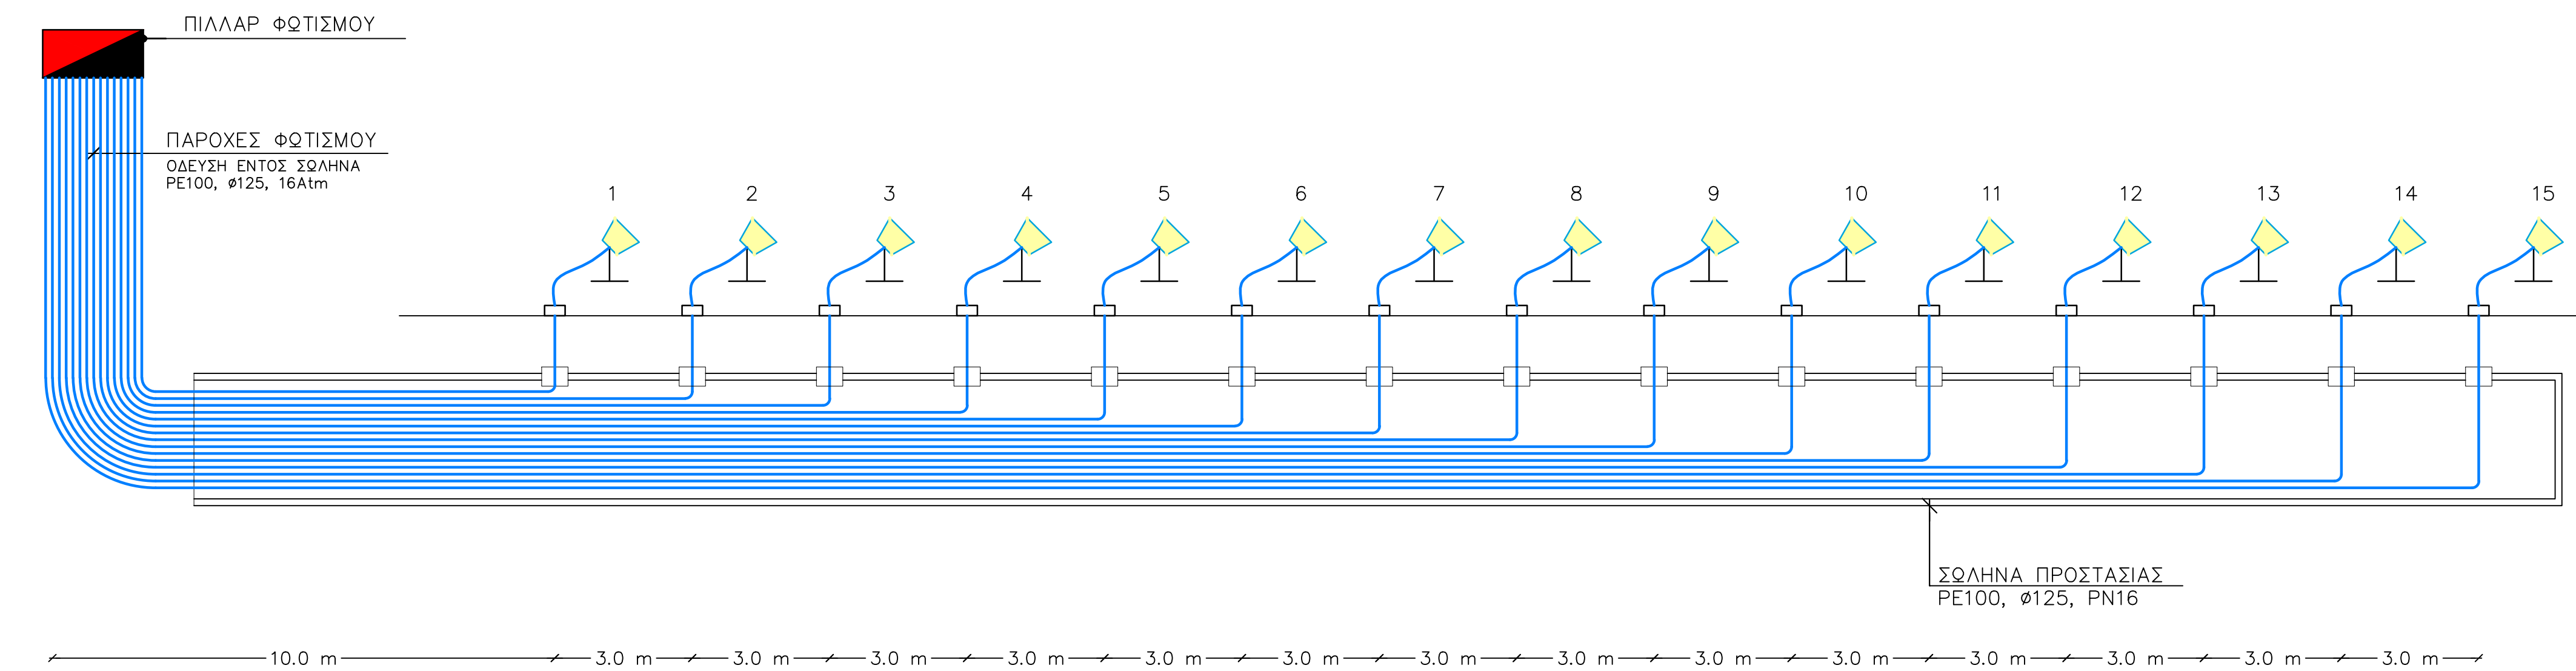 ΠΙΛΛΑΡ ΦΩΤΙΣΜΟΥ
ΠΑΡΟΧΕΣ ΦΩΤΙΣΜΟΥ
ΟΔΕΥΣΗ ΕΝΤΟΣ ΣΩΛΗΝΑ
PE100, ø125, 16Atm
1 2 3 4 5 6 7 8 9 10 11 12 13 14 15
ΣΩΛΗΝΑ ΠΡΟΣΤΑΣΙΑΣ
PE100, ø125, PN16
10.0 m 3.0 m 3.0 m 3.0 m 3.0 m 3.0 m 3.0 m 3.0 m 3.0 m 3.0 m 3.0 m 3.0 m 3.0 m 3.0 m 3.0 m